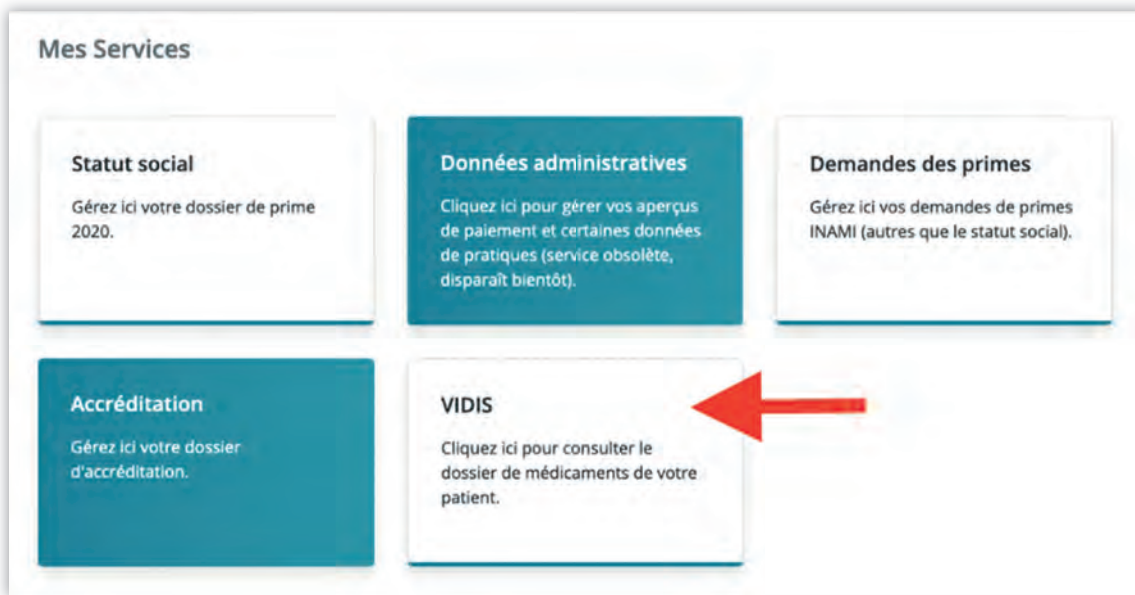 Mes Services
Statut social
Gérez ici votre dossier de prime
2020.
Données administratives
Cliquez ici pour gérer vos aperçus
de paiement et certaines données
de pratiques (service obsolète,
disparaît bientôt).
Demandes des primes
Gérez ici vos demandes de primes
INAMI (autres que le statut social).
Accréditation
Gérez ici votre dossier
d'accréditation.
VIDIS
Cliquez ici pour consulter le
dossier de médicaments de votre
patient.